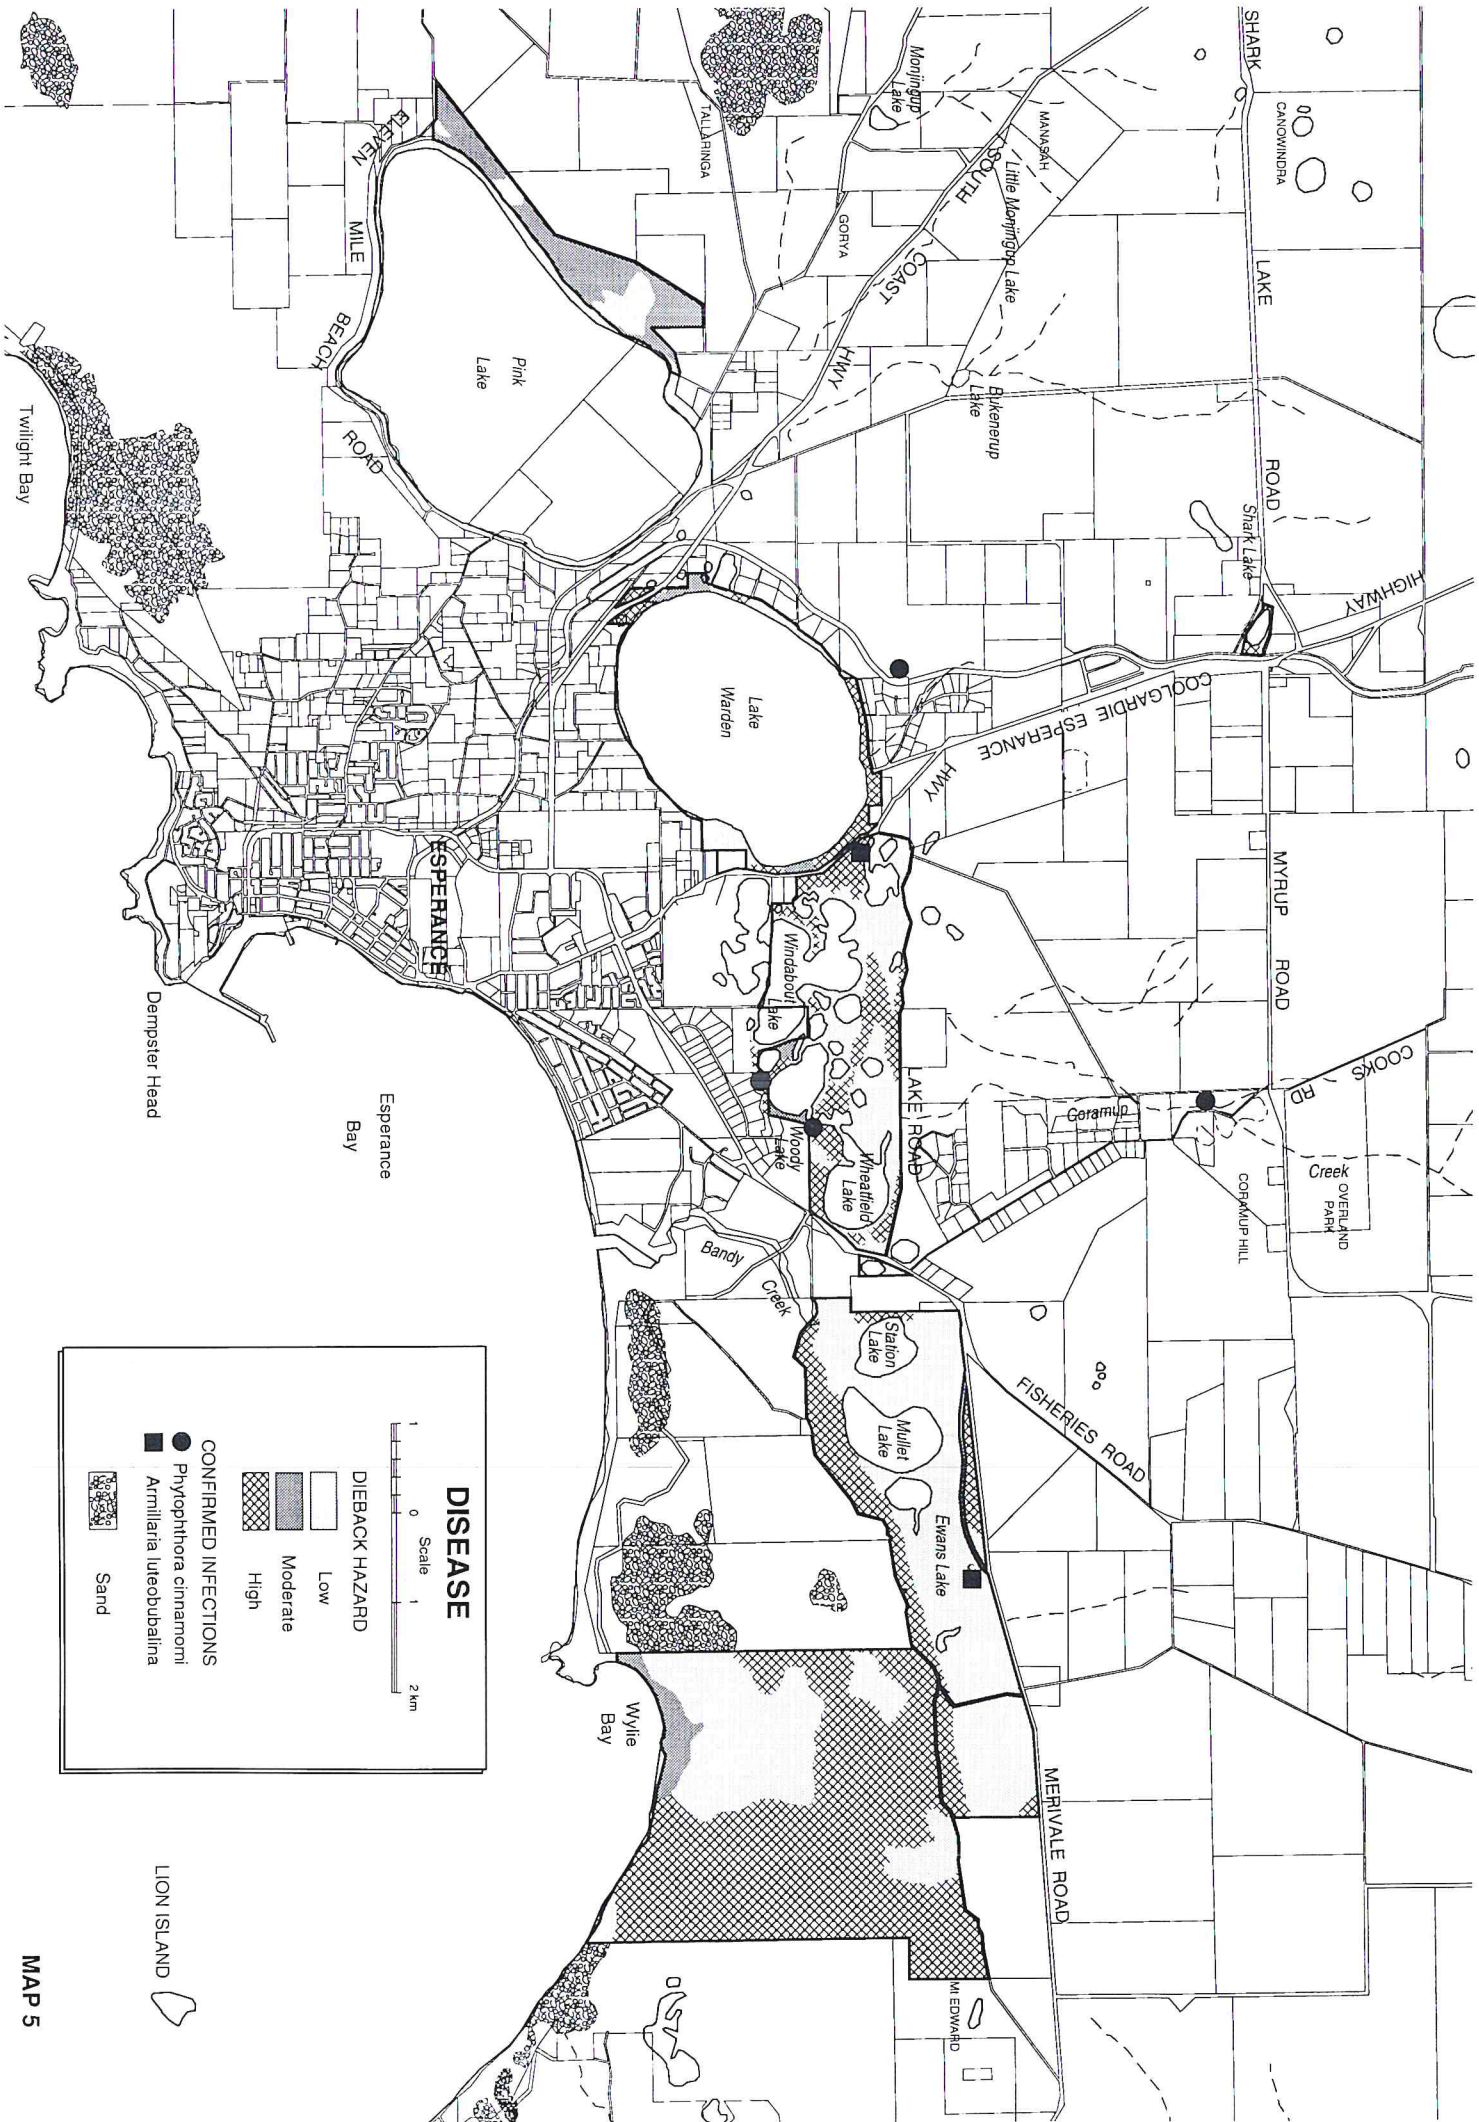 SHARK
LAKE
ROAD
CANOWINDRA
Monjingup
Lake
MANASAH
Little Monjingup Lake
SOUTH
COAST
HWY
TALLARINGA
GORYA
Bukenerup
Lake
Shark Lake
HIGHWAY
COOLGARDIE ESPERANCE
HWY
MYRUP
ROAD
COOKS
RD
Coramup
Creek
OVERLAND
PARK
CORAMUP HILL
ELEVEN
MILE
BEACH
ROAD
Pink
Lake
Lake
Warden
Windabout
Lake
Woody
Lake
Wheatfield
Lake
LAKE ROAD
FISHERIES ROAD
Station
Lake
Mullet
Lake
Ewans Lake
MERIVALE ROAD
Mt EDWARD
Bandy
Creek
ESPERANCE
Twilight Bay
Dempster Head
Esperance
Bay
Wylie
Bay
LION ISLAND
DISEASE
1
0
1
2 km
Scale
DIEBACK HAZARD
Low
Moderate
High
CONFIRMED INFECTIONS
Phytophthora cinnamomi
Armillaria luteobubalina
Sand
MAP 5